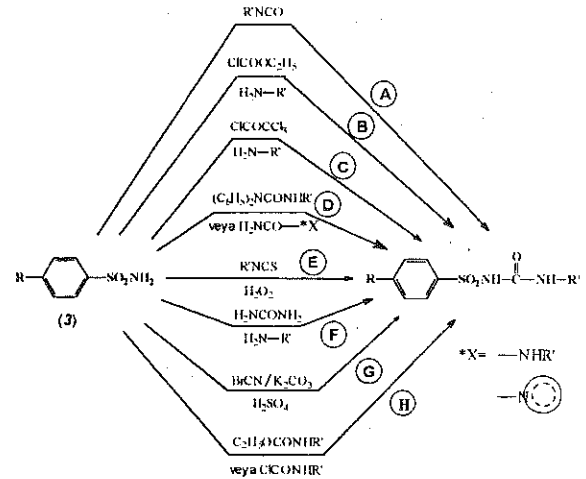 R'NCO
A
ClCOOC₂H₅
H₂N—R'
B
ClCOCCl₃
H₂N—R'
C
(C₆H₅)₂NCONHR'
veya H₂NCO—*X
D
R'NCS
H₂O₂
E
R
SO₂NH₂
(3)
R
SO₂NH—C—NH—R'
O
H₂NCONH₂
H₂N—R'
F
*X= —NHR'
—N
BrCN/K₂CO₃
H₂SO₄
G
C₂H₅OCONHR'
veya ClCONHR'
H